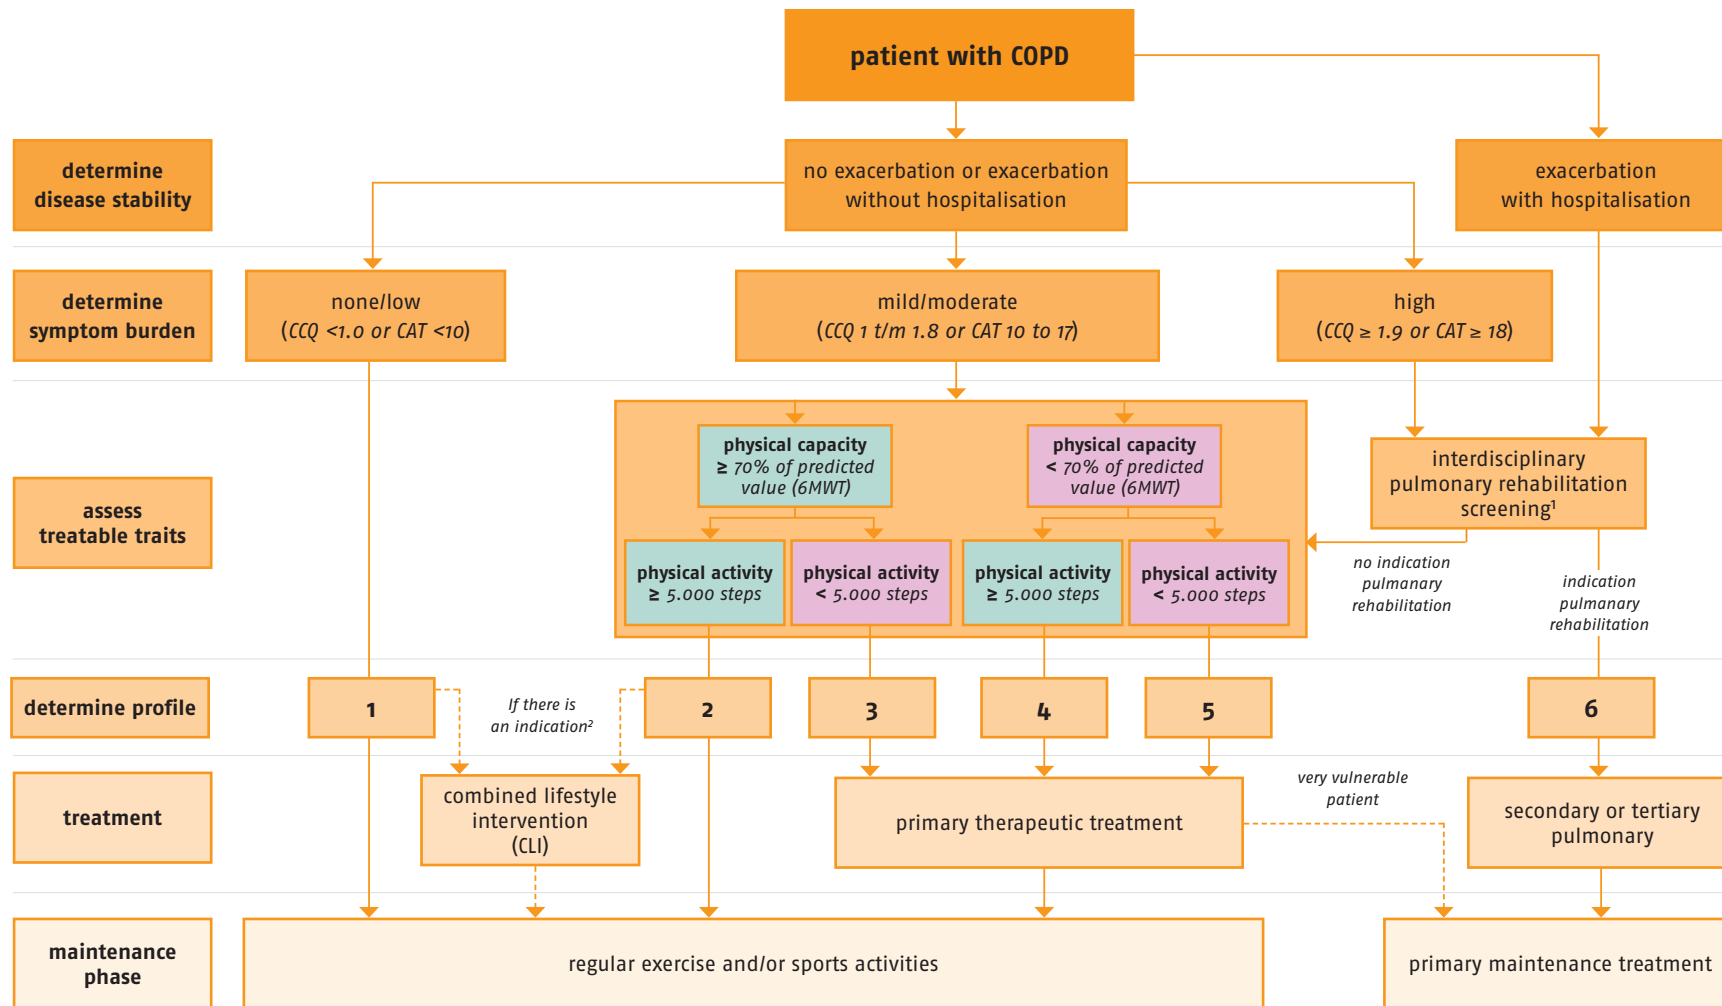 patient with COPD
determine
disease stability
no exacerbation or exacerbation
without hospitalisation
exacerbation
with hospitalisation
determine
symptom burden
none/low
(CCQ <1.0 or CAT <10)
mild/moderate
(CCQ 1 t/m 1.8 or CAT 10 to 17)
high
(CCQ ≥ 1.9 or CAT ≥ 18)
assess
treatable traits
physical capacity
≥ 70% of predicted
value (6MWT)
physical capacity
< 70% of predicted
value (6MWT)
interdisciplinary
pulmonary rehabilitation
screening¹
physical activity
≥ 5.000 steps
physical activity
< 5.000 steps
physical activity
≥ 5.000 steps
physical activity
< 5.000 steps
no indication
pulmanary
rehabilitation
indication
pulmonary
rehabilitation
determine profile
1
If there is
an indication²
2
3
4
5
6
treatment
combined lifestyle
intervention
(CLI)
primary therapeutic treatment
very vulnerable
patient
secondary or tertiary
pulmonary
maintenance
phase
regular exercise and/or sports activities
primary maintenance treatment